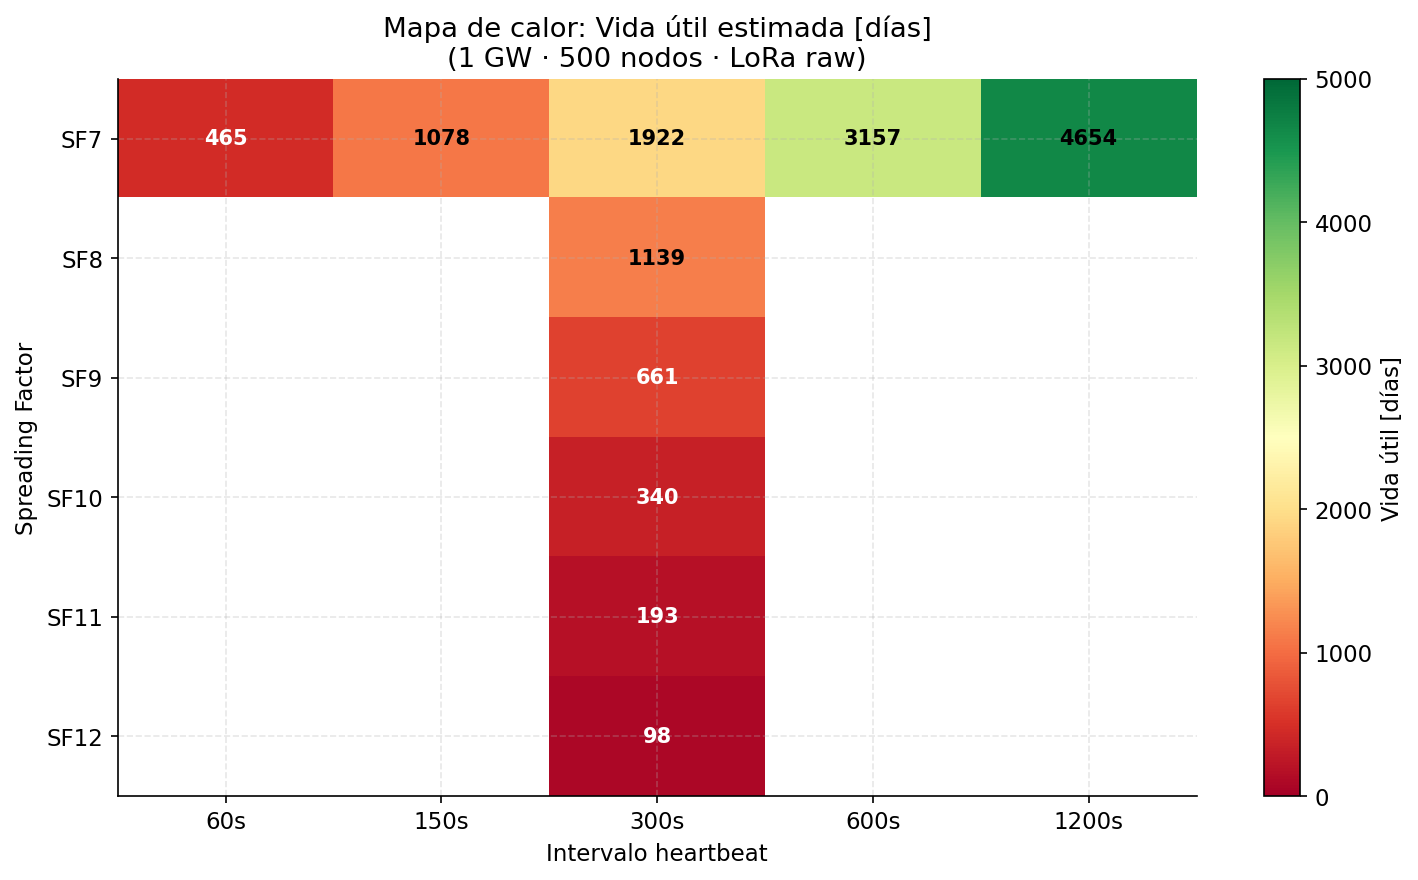 Mapa de calor: Vida útil estimada [días]
(1 GW · 500 nodos · LoRa raw)
SF7
465
1078
1922
3157
4654
SF8
1139
SF9
661
SF10
340
SF11
193
SF12
98
60s
150s
300s
600s
1200s
Intervalo heartbeat
Spreading Factor
5000
4000
3000
2000
1000
0
Vida útil [días]